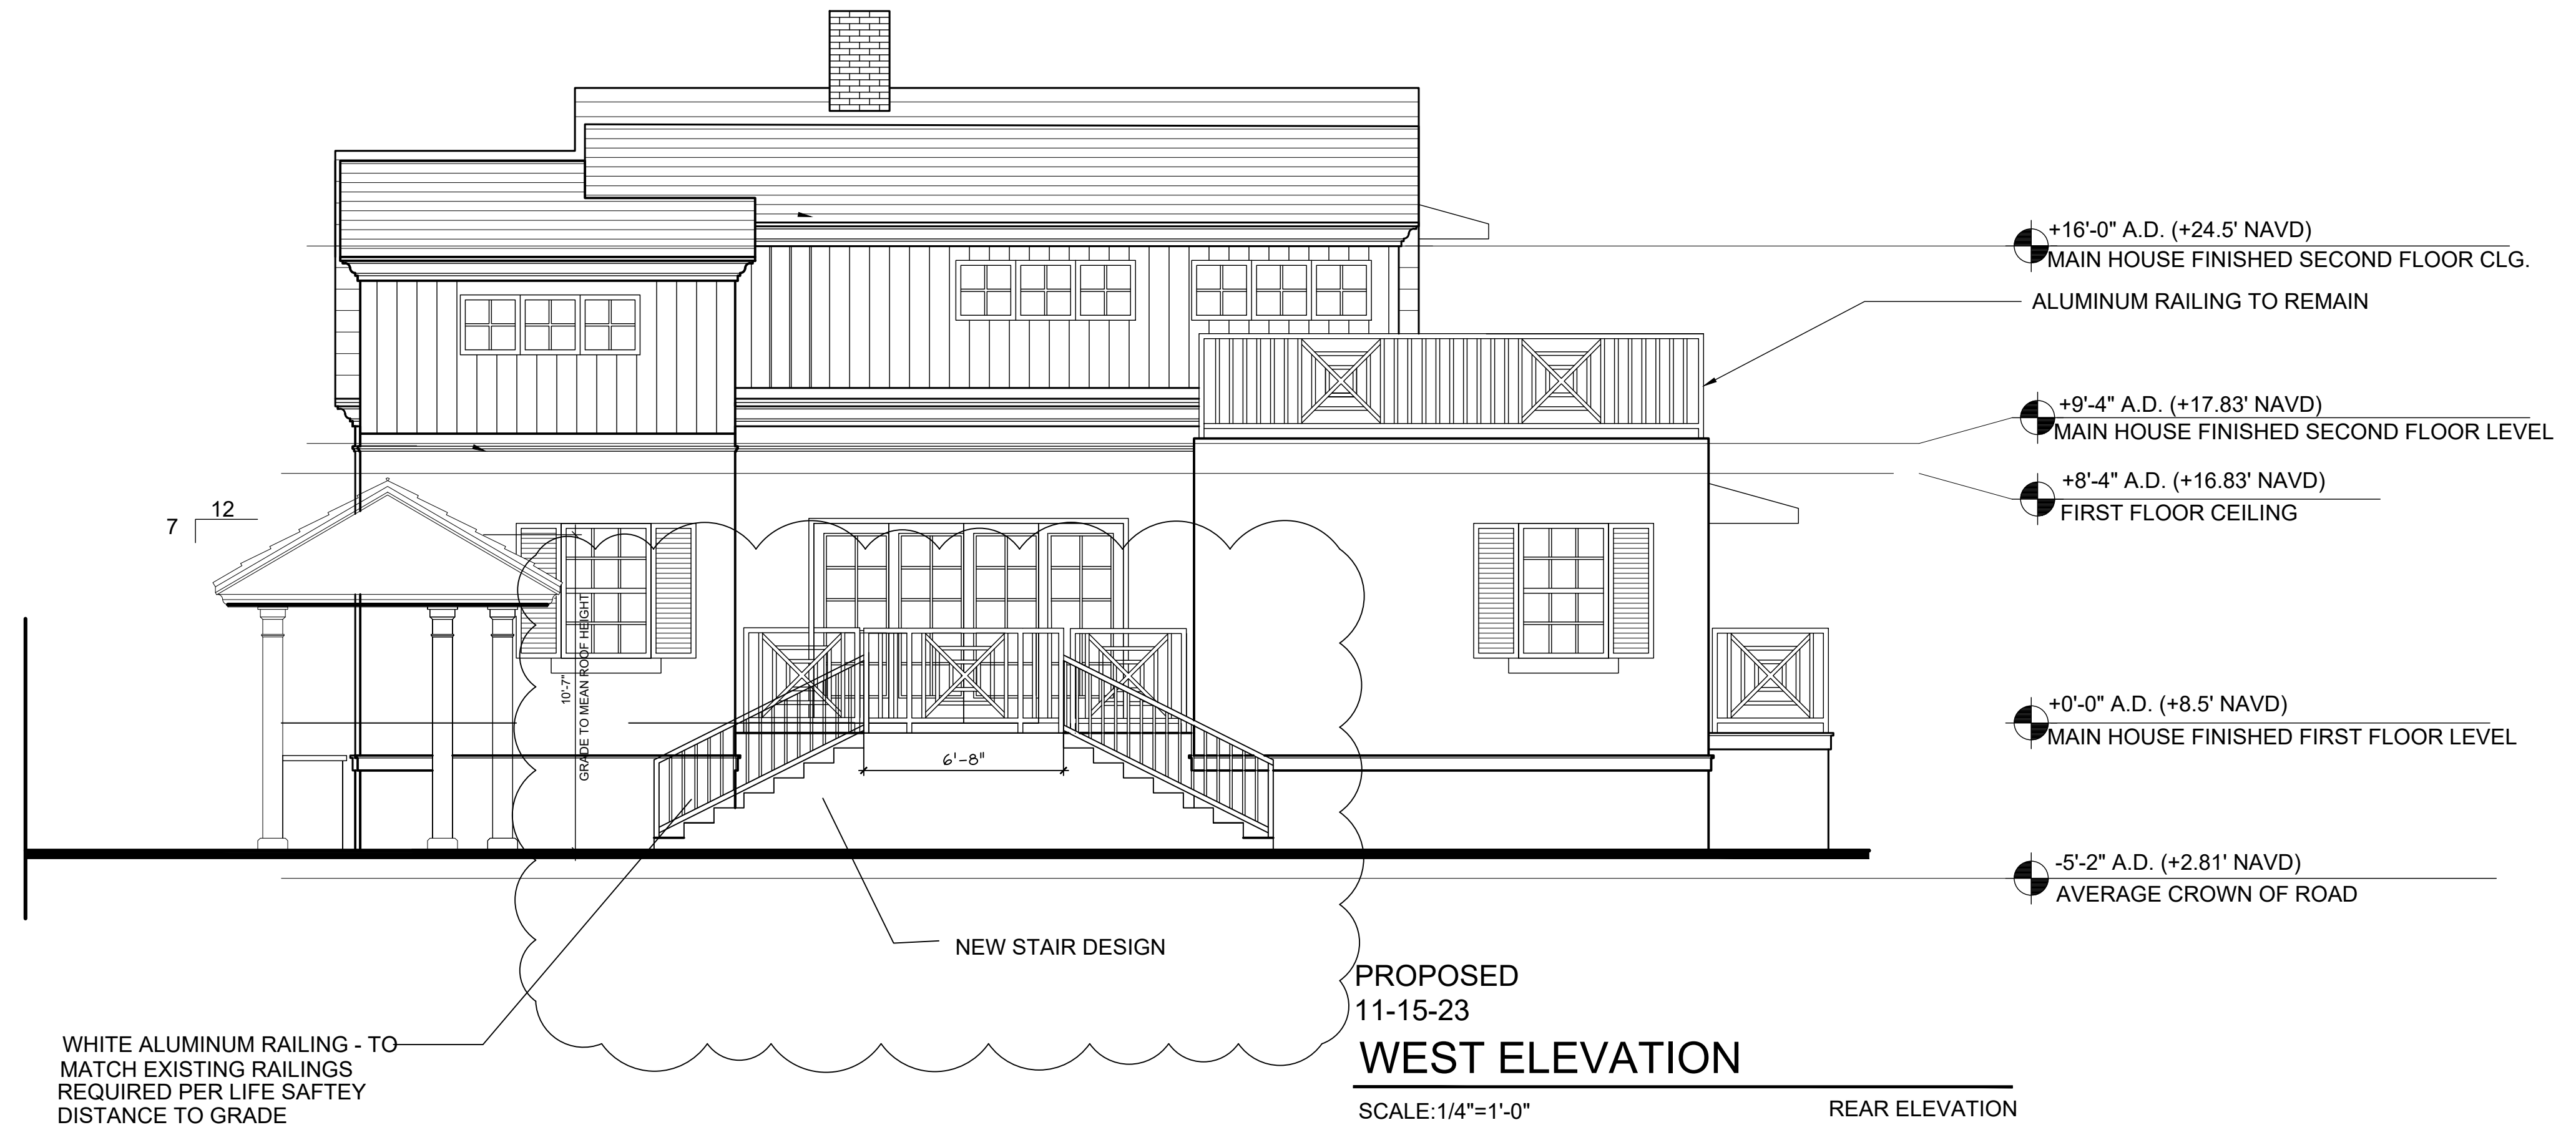 +16'-0" A.D. (+24.5' NAVD)
MAIN HOUSE FINISHED SECOND FLOOR CLG.
ALUMINUM RAILING TO REMAIN
+9'-4" A.D. (+17.83' NAVD)
MAIN HOUSE FINISHED SECOND FLOOR LEVEL
+8'-4" A.D. (+16.83' NAVD)
FIRST FLOOR CEILING
12
7
10'-7"
GRADE TO MEAN ROOF HEIGHT
+0'-0" A.D. (+8.5' NAVD)
MAIN HOUSE FINISHED FIRST FLOOR LEVEL
6'-8"
-5'-2" A.D. (+2.81' NAVD)
AVERAGE CROWN OF ROAD
NEW STAIR DESIGN
WHITE ALUMINUM RAILING - TO
MATCH EXISTING RAILINGS
REQUIRED PER LIFE SAFTEY
DISTANCE TO GRADE
PROPOSED
11-15-23
WEST ELEVATION
SCALE:1/4"=1'-0"
REAR ELEVATION